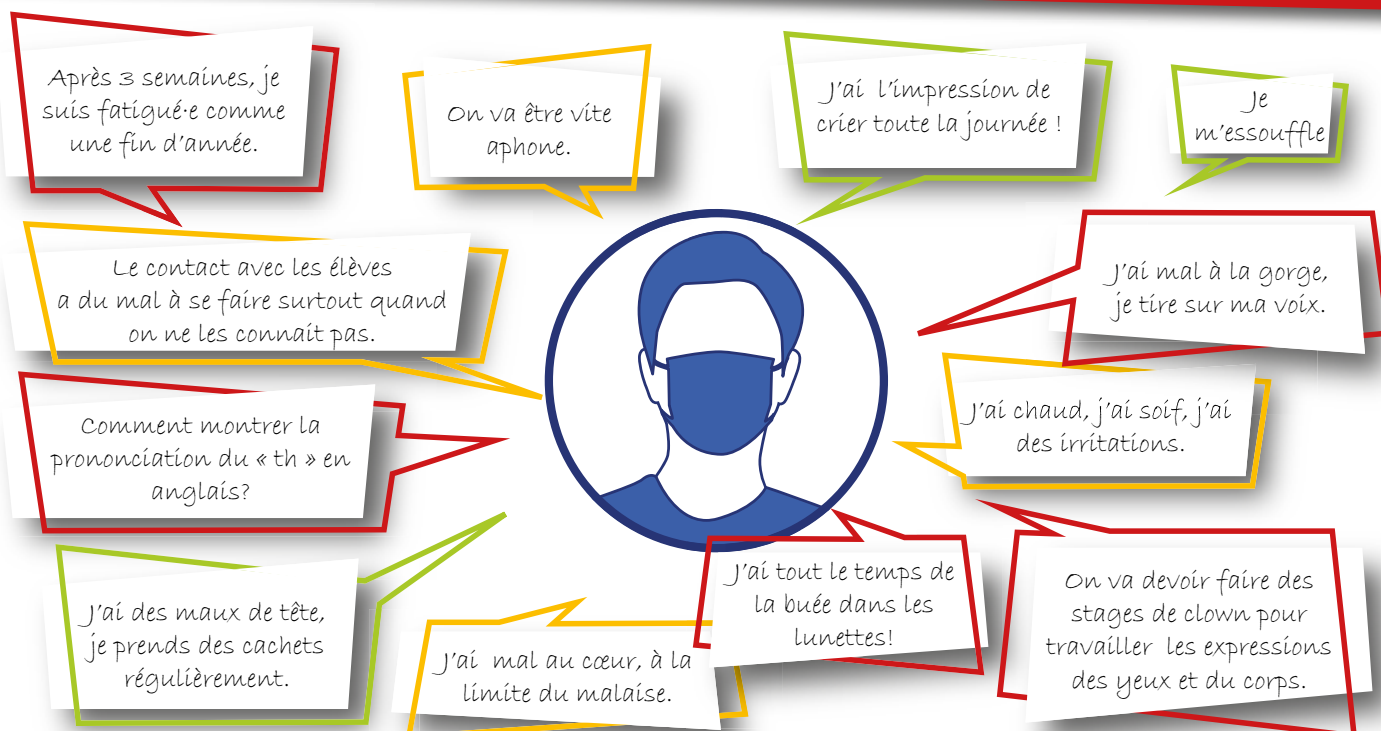 Après 3 semaines, je
suis fatigué·e comme
une fin d'année.
On va être vite
aphone.
J'ai l'impression de
crier toute la journée !
Je
m'essouffle
Le contact avec les élèves
a du mal à se faire surtout quand
on ne les connait pas.
J'ai mal à la gorge,
je tire sur ma voix.
Comment montrer la
prononciation du « th » en
anglais?
J'ai chaud, j'ai soif, j'ai
des irritations.
J'ai des maux de tête,
je prends des cachets
régulièrement.
J'ai mal au cœur, à la
limite du malaise.
J'ai tout le temps de
la buée dans les
lunettes!
On va devoir faire des
stages de clown pour
travailler les expressions
des yeux et du corps.